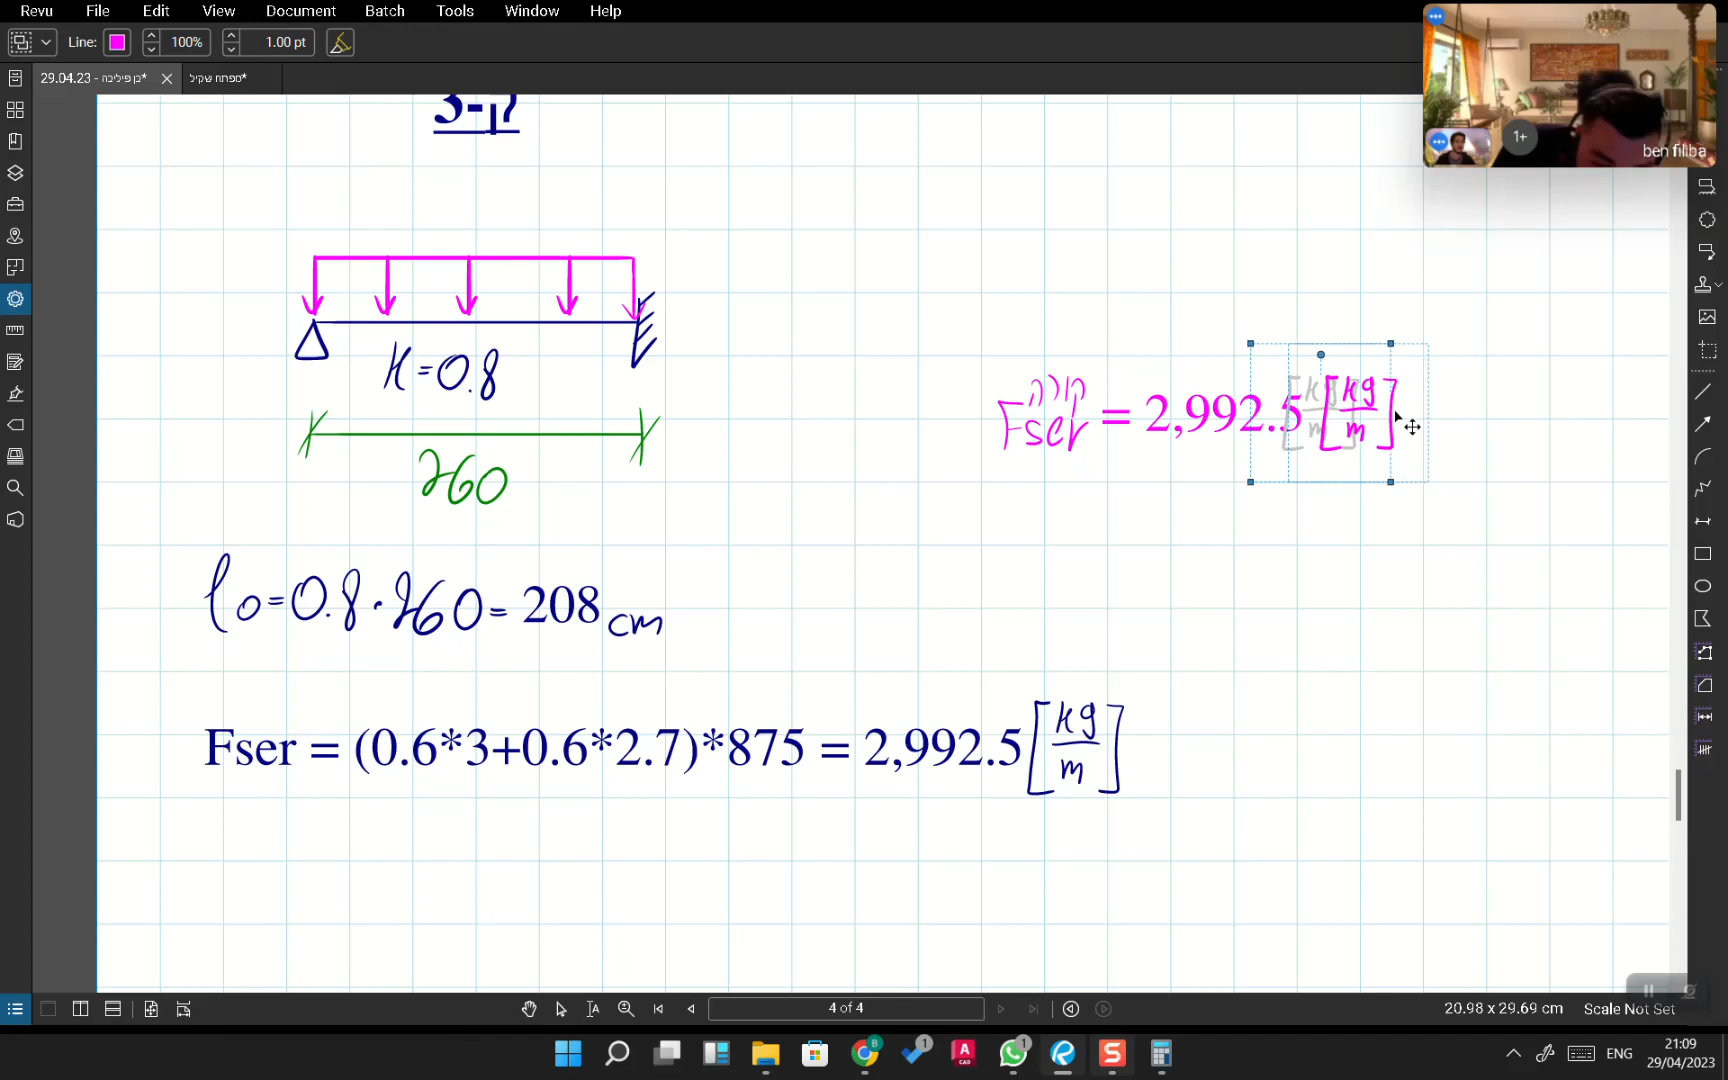 Revu File Edit View Document Batch Tools Window Help
Line: 100% 1.00 pt
29.04.23 - בן פיליבה* מפתח שקיל*
ק-3
1+
ben filiba
K=0.8
260
קורה
Fser = 2,992.5 [kg/m]
l0=0.8·260= 208 cm
Fser = (0.6*3+0.6*2.7)*875 = 2,992.5 [kg/m]
4 of 4 20.98 x 29.69 cm Scale Not Set
ENG 21:09
29/04/2023